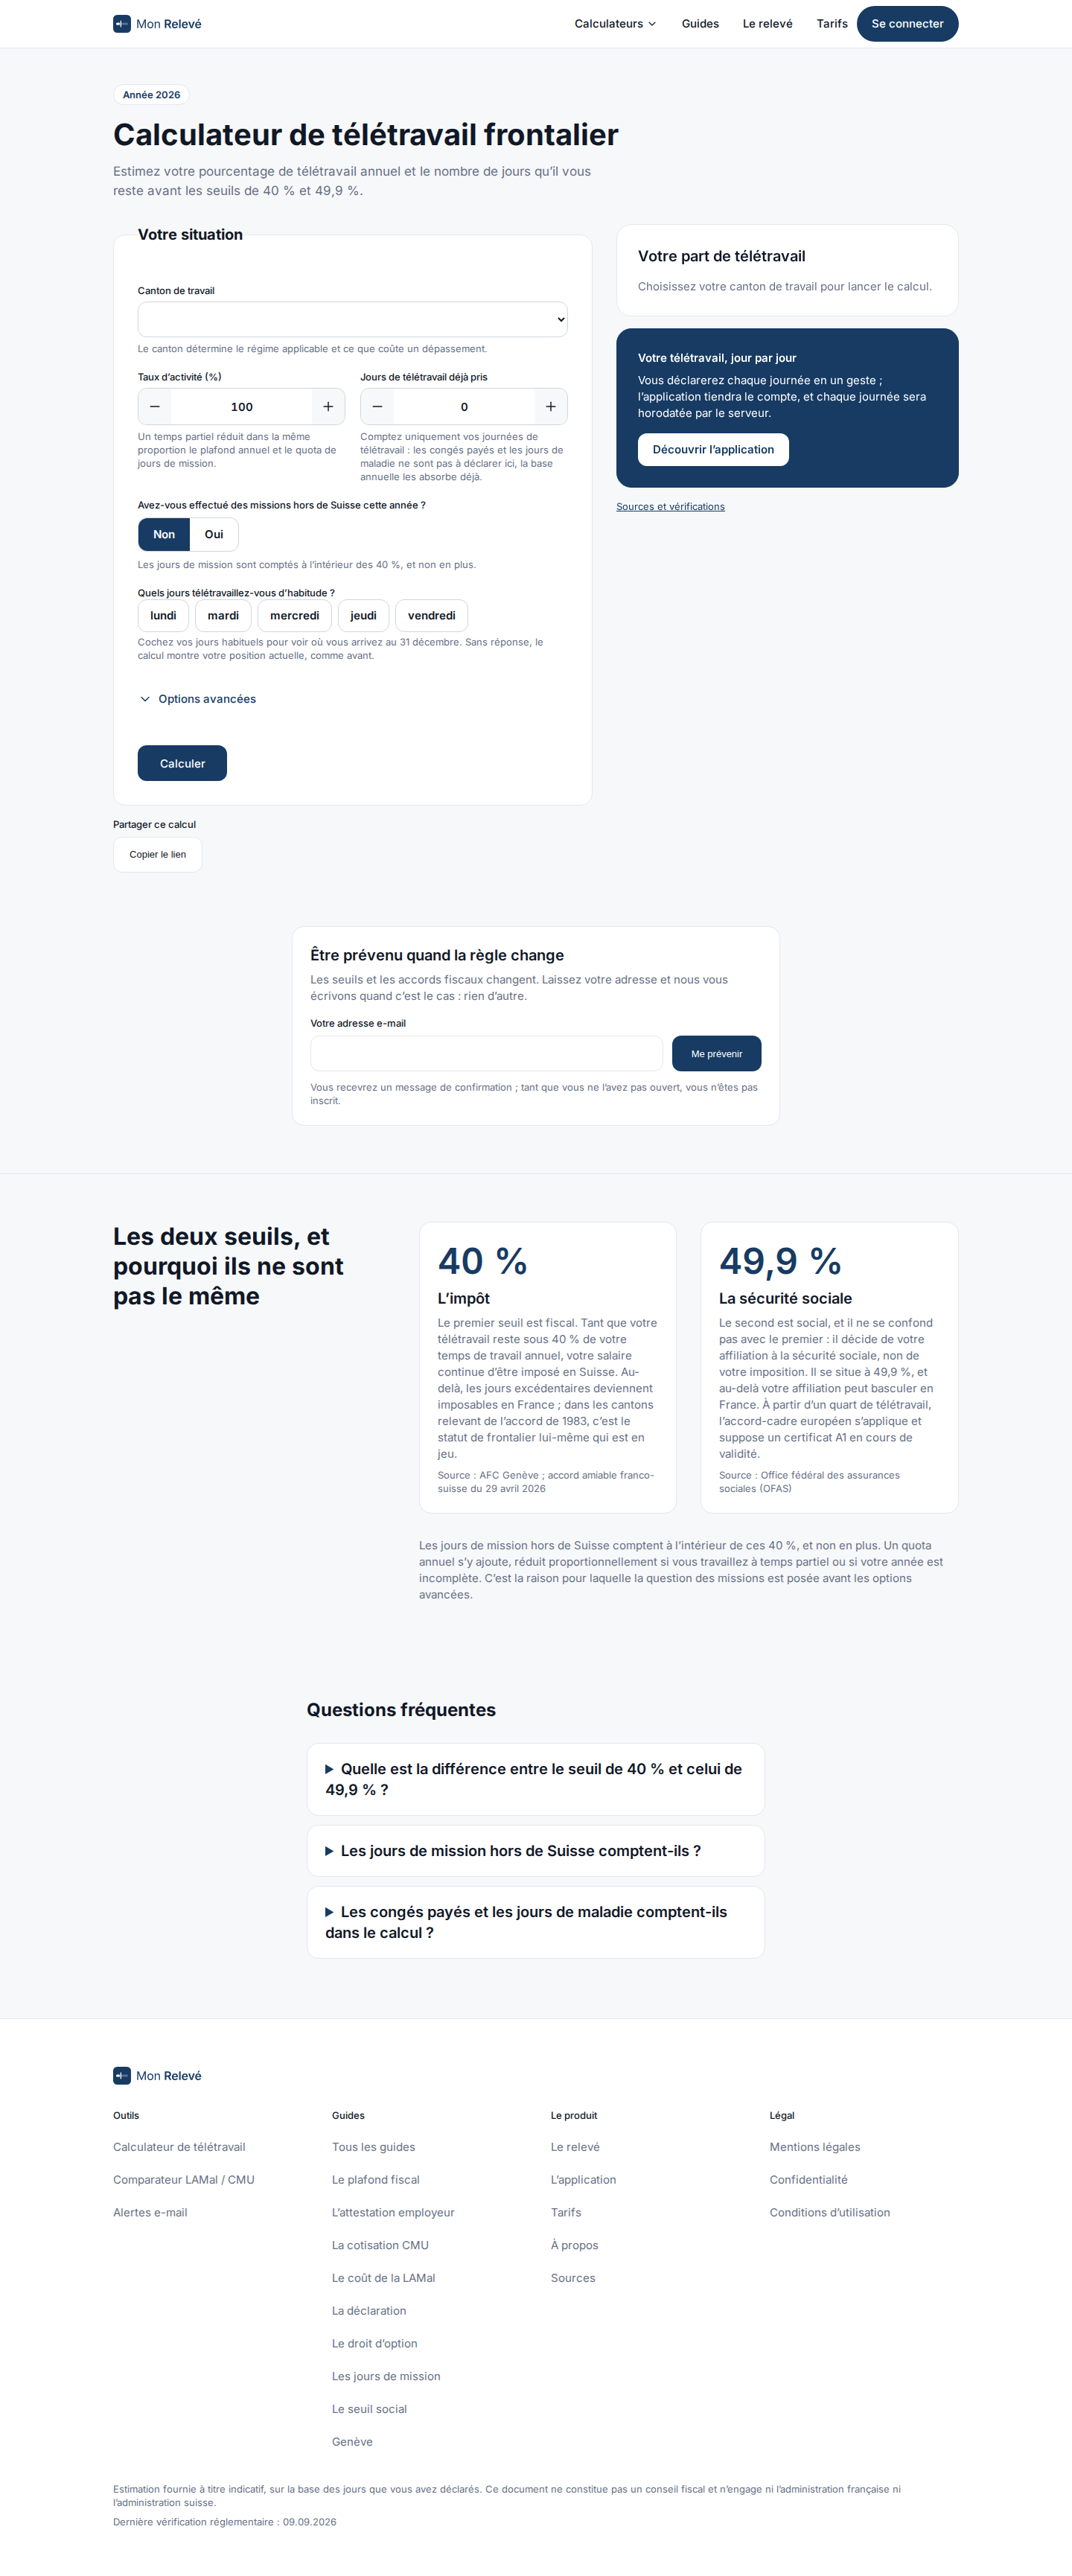 Mon Relevé
Calculateurs
Guides
Le relevé
Tarifs
Se connecter
Année 2026
Calculateur de télétravail frontalier
Estimez votre pourcentage de télétravail annuel et le nombre de jours qu’il vous
reste avant les seuils de 40 % et 49,9 %.
Votre situation
Canton de travail
Le canton détermine le régime applicable et ce que coûte un dépassement.
Taux d’activité (%)
100
Un temps partiel réduit dans la même
proportion le plafond annuel et le quota de
jours de mission.
Jours de télétravail déjà pris
0
Comptez uniquement vos journées de
télétravail : les congés payés et les jours de
maladie ne sont pas à déclarer ici, la base
annuelle les absorbe déjà.
Avez-vous effectué des missions hors de Suisse cette année ?
Non
Oui
Les jours de mission sont comptés à l’intérieur des 40 %, et non en plus.
Quels jours télétravaillez-vous d’habitude ?
lundi
mardi
mercredi
jeudi
vendredi
Cochez vos jours habituels pour voir où vous arrivez au 31 décembre. Sans réponse, le
calcul montre votre position actuelle, comme avant.
Options avancées
Calculer
Partager ce calcul
Copier le lien
Votre part de télétravail
Choisissez votre canton de travail pour lancer le calcul.
Votre télétravail, jour par jour
Vous déclarerez chaque journée en un geste ;
l’application tiendra le compte, et chaque journée sera
horodatée par le serveur.
Découvrir l’application
Sources et vérifications
Être prévenu quand la règle change
Les seuils et les accords fiscaux changent. Laissez votre adresse et nous vous
écrivons quand c’est le cas : rien d’autre.
Votre adresse e-mail
Me prévenir
Vous recevrez un message de confirmation ; tant que vous ne l’avez pas ouvert, vous n’êtes pas
inscrit.
Les deux seuils, et
pourquoi ils ne sont
pas le même
40 %
L’impôt
Le premier seuil est fiscal. Tant que votre
télétravail reste sous 40 % de votre
temps de travail annuel, votre salaire
continue d’être imposé en Suisse. Au-
delà, les jours excédentaires deviennent
imposables en France ; dans les cantons
relevant de l’accord de 1983, c’est le
statut de frontalier lui-même qui est en
jeu.
Source : AFC Genève ; accord amiable franco-
suisse du 29 avril 2026
49,9 %
La sécurité sociale
Le second est social, et il ne se confond
pas avec le premier : il décide de votre
affiliation à la sécurité sociale, non de
votre imposition. Il se situe à 49,9 %, et
au-delà votre affiliation peut basculer en
France. À partir d’un quart de télétravail,
l’accord-cadre européen s’applique et
suppose un certificat A1 en cours de
validité.
Source : Office fédéral des assurances
sociales (OFAS)
Les jours de mission hors de Suisse comptent à l’intérieur de ces 40 %, et non en plus. Un quota
annuel s’y ajoute, réduit proportionnellement si vous travaillez à temps partiel ou si votre année est
incomplète. C’est la raison pour laquelle la question des missions est posée avant les options
avancées.
Questions fréquentes
Quelle est la différence entre le seuil de 40 % et celui de
49,9 % ?
Les jours de mission hors de Suisse comptent-ils ?
Les congés payés et les jours de maladie comptent-ils
dans le calcul ?
Mon Relevé
Outils
Calculateur de télétravail
Comparateur LAMal / CMU
Alertes e-mail
Guides
Tous les guides
Le plafond fiscal
L’attestation employeur
La cotisation CMU
Le coût de la LAMal
La déclaration
Le droit d’option
Les jours de mission
Le seuil social
Genève
Le produit
Le relevé
L’application
Tarifs
À propos
Sources
Légal
Mentions légales
Confidentialité
Conditions d’utilisation
Estimation fournie à titre indicatif, sur la base des jours que vous avez déclarés. Ce document ne constitue pas un conseil fiscal et n’engage ni l’administration française ni
l’administration suisse.
Dernière vérification réglementaire : 09.09.2026